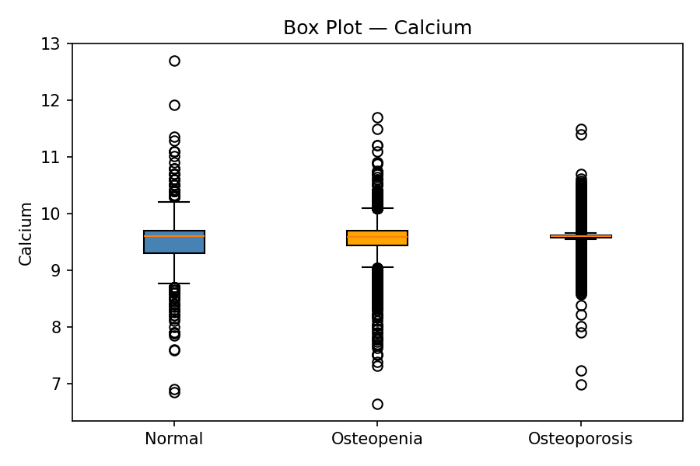 Box Plot — Calcium
Calcium
13
12
11
10
9
8
7
Normal
Osteopenia
Osteoporosis